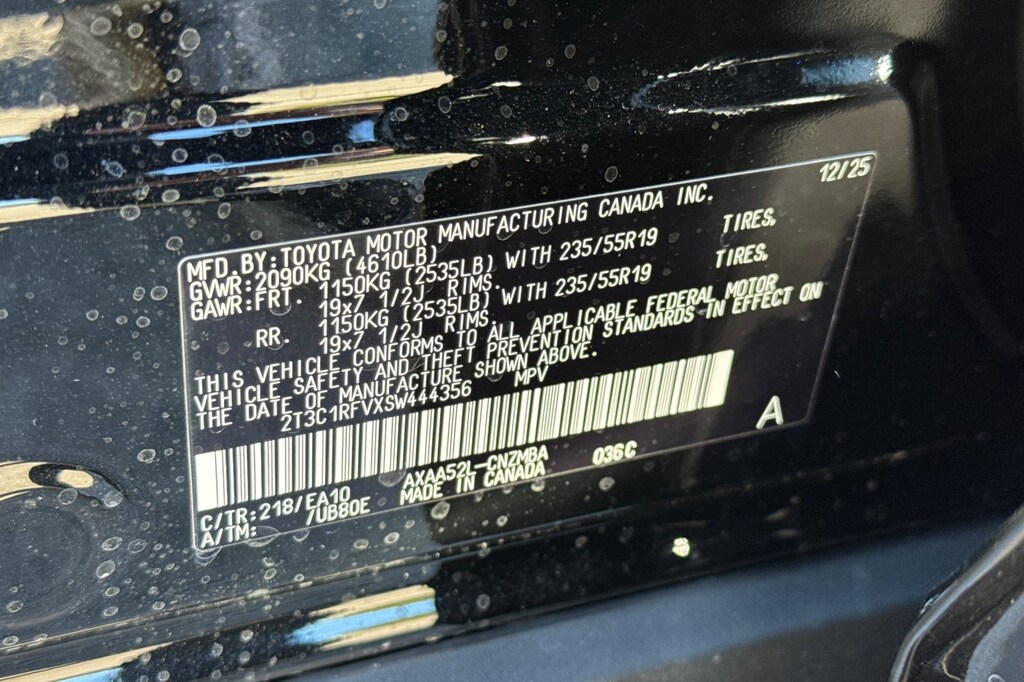 12/25
MFD.BY:TOYOTA MOTOR MANUFACTURING CANADA INC.
GVWR:2090KG (4610LB)
GAWR:FRT. 1150KG (2535LB) WITH 235/55R19 TIRES,
19x7 1/2J RIMS.
RR. 1150KG (2535LB) WITH 235/55R19 TIRES,
19x7 1/2J RIMS.
THIS VEHICLE CONFORMS TO ALL APPLICABLE FEDERAL MOTOR
VEHICLE SAFETY AND THEFT PREVENTION STANDARDS IN EFFECT ON
THE DATE OF MANUFACTURE SHOWN ABOVE.
2T3C1RFVXSW444356 MPV
A
AXAA52L-CNZMBA 036C
C/TR:218/EA10 MADE IN CANADA
A/TM: /UB80E